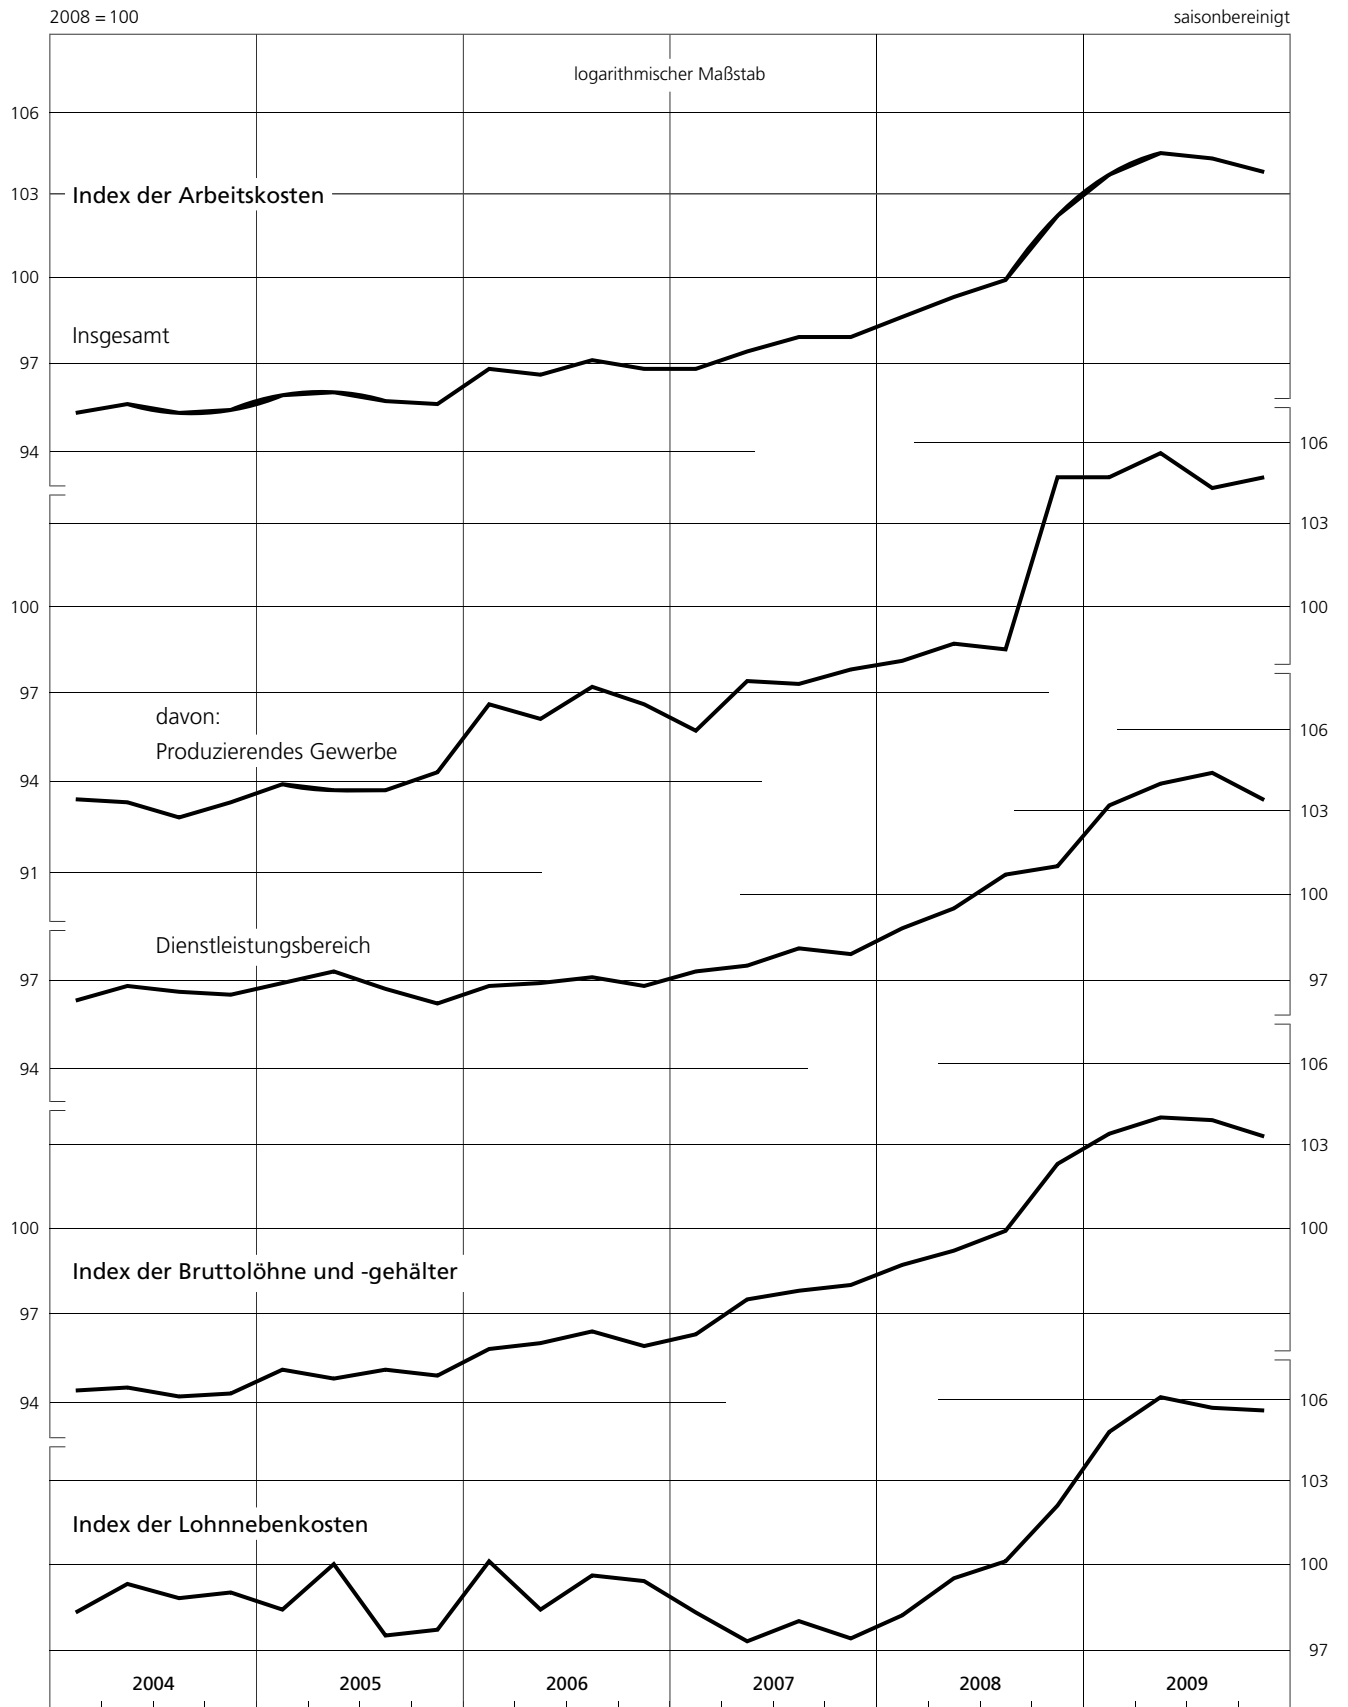 2008 = 100 saisonbereinigt
logarithmischer Maßstab
106
103 Index der Arbeitskosten
100
Insgesamt
97
94 106
103
100 100
97
davon:
106
Produzierendes Gewerbe
94
103
91
100
Dienstleistungsbereich
97 97
94 106
103
100 100
Index der Bruttolöhne und -gehälter
97
94 106
103
Index der Lohnnebenkosten
100
97
2004 2005 2006 2007 2008 2009